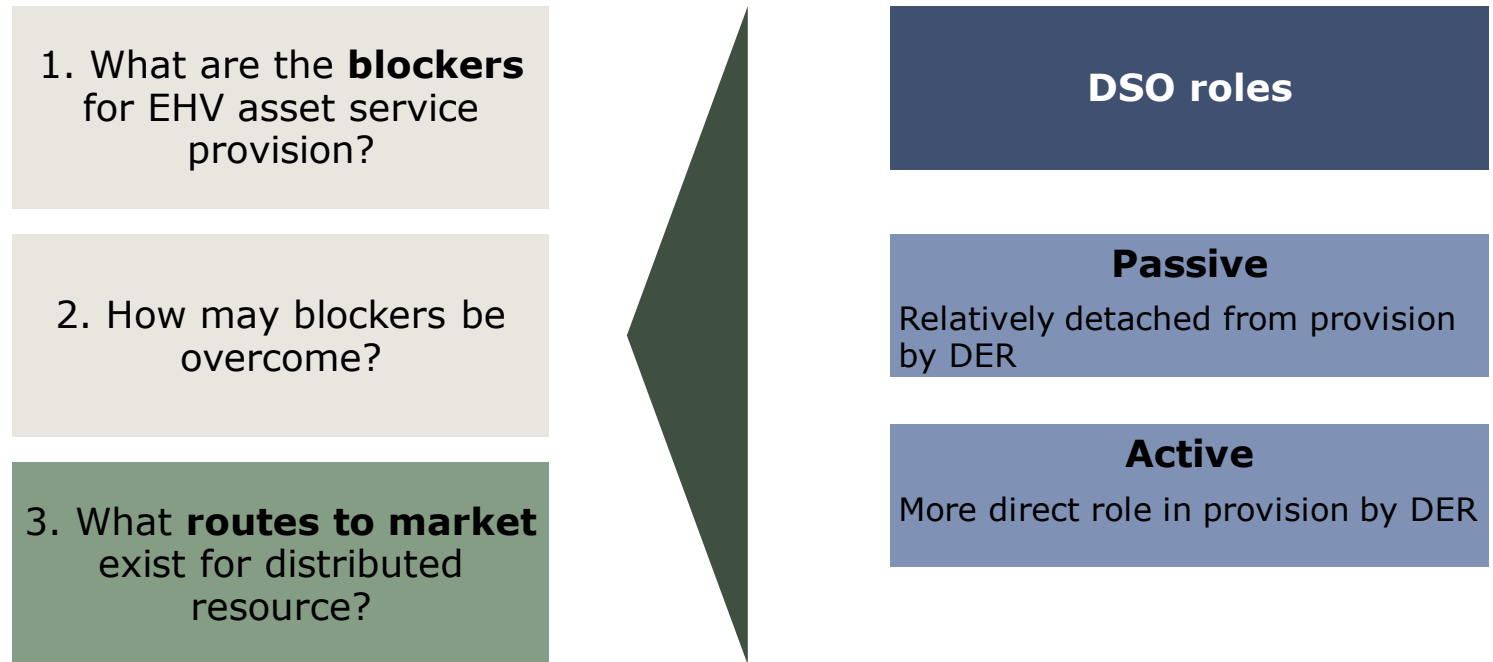 1. What are the blockers
for EHV asset service
provision?
2. How may blockers be
overcome?
3. What routes to market
exist for distributed
resource?
DSO roles
Passive
Relatively detached from provision
by DER
Active
More direct role in provision by DER